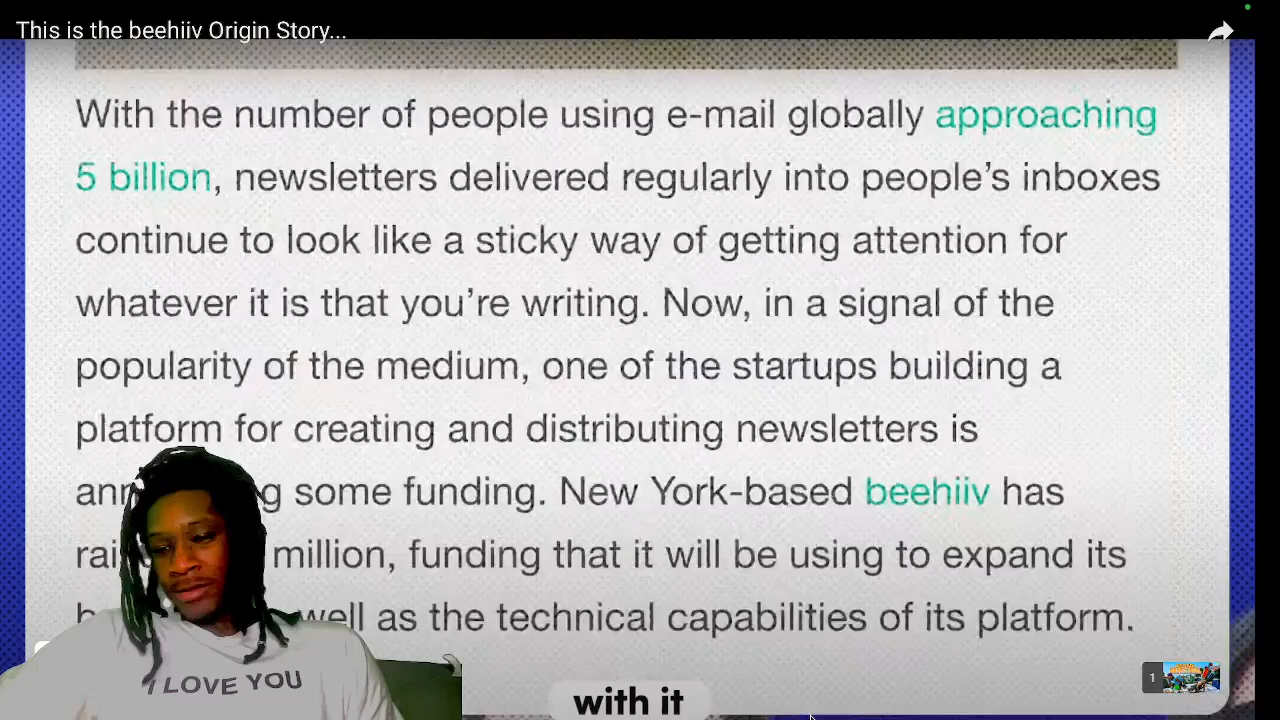 This is the beehiiv Origin Story...
With the number of people using e-mail globally approaching
5 billion, newsletters delivered regularly into people's inboxes
continue to look like a sticky way of getting attention for
whatever it is that you're writing. Now, in a signal of the
popularity of the medium, one of the startups building a
platform for creating and distributing newsletters is
some funding. New York-based beehiiv has
million, funding that it will be using to expand its
well as the technical capabilities of its platform.
I LOVE YOU
1
with it